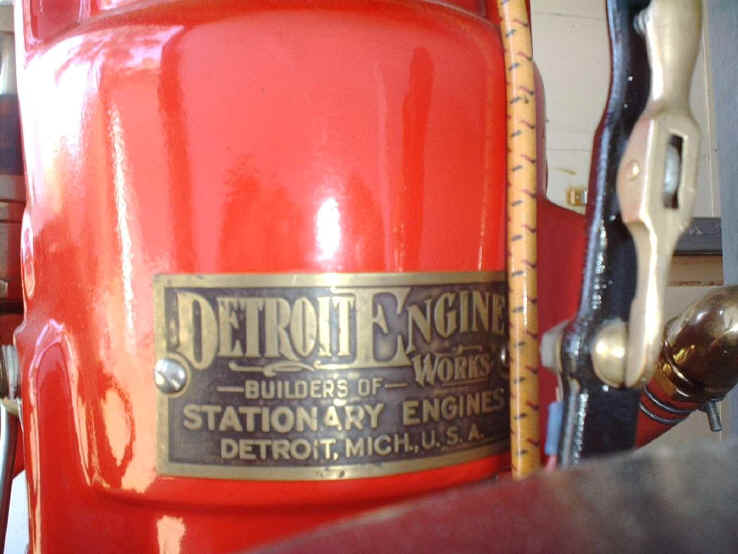 DETROIT ENGINE
WORKS
BUILDERS OF
STATIONARY ENGINES
DETROIT, MICH., U. S. A.